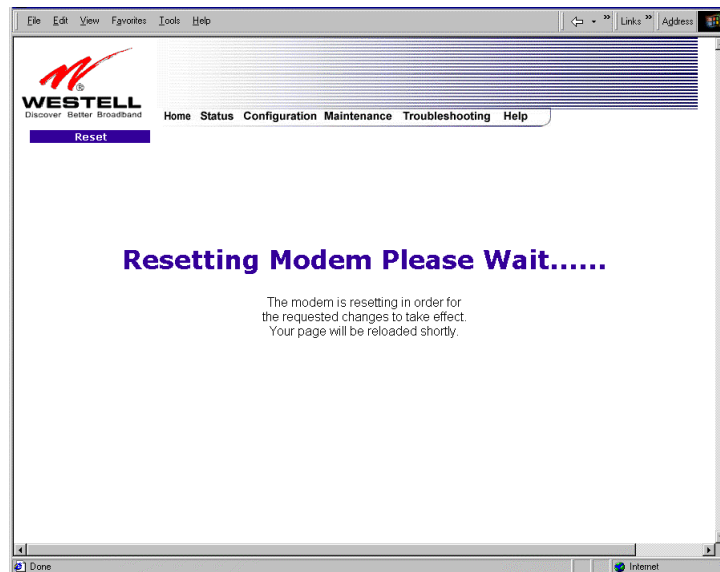 File Edit View Favorites Tools Help
Links » Address
WESTELL
Discover Better Broadband
Home Status Configuration Maintenance Troubleshooting Help
Reset
Resetting Modem Please Wait......
The modem is resetting in order for
the requested changes to take effect.
Your page will be reloaded shortly.
Done
Internet